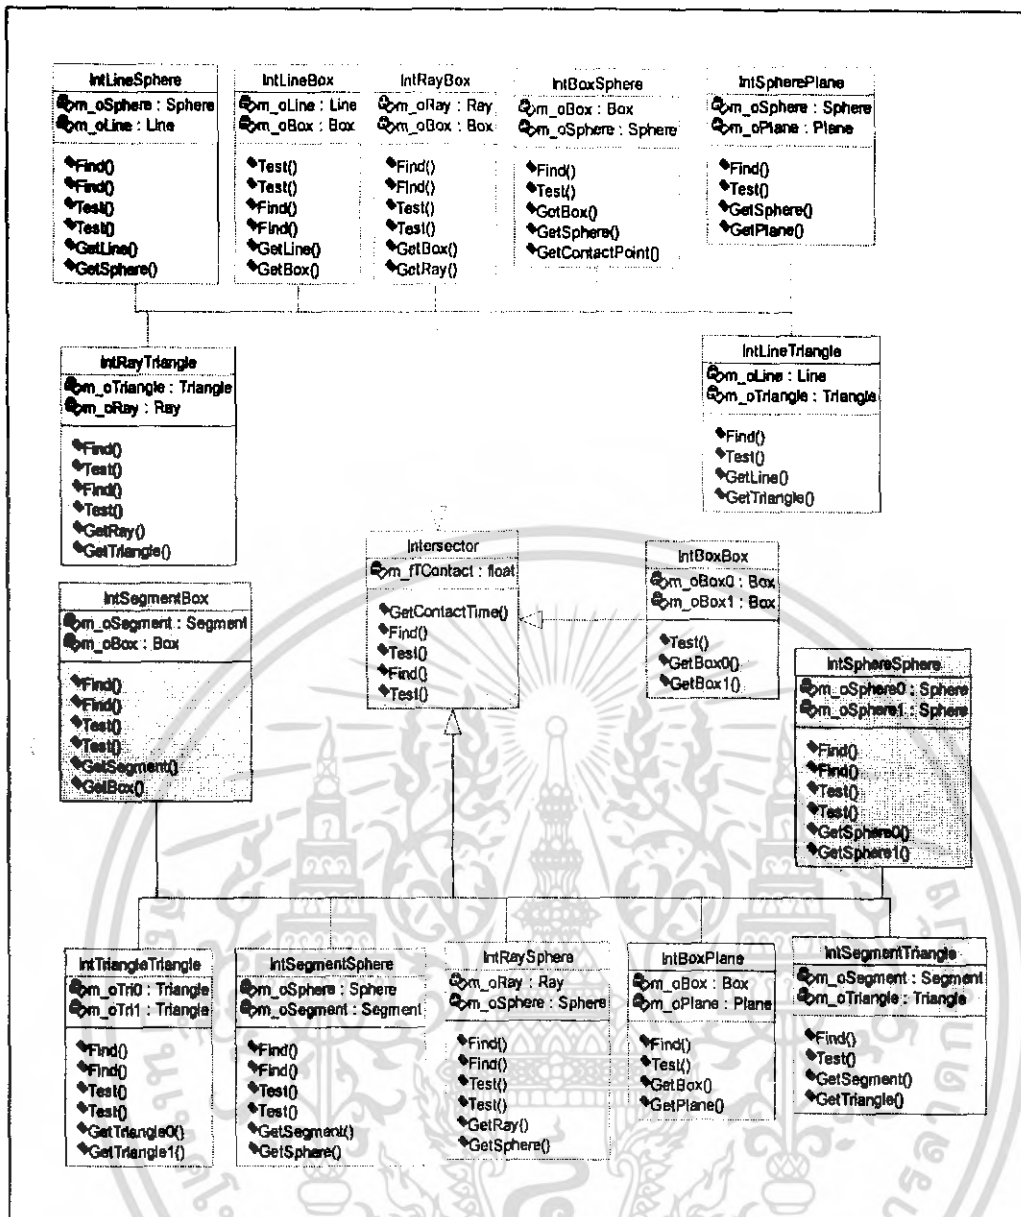 IntLineSphere
m_oSphere : Sphere
m_oLine : Line
Find()
Find()
Test()
Test()
GetLine()
GetSphere()
IntLineBox
m_oLine : Line
m_oBox : Box
Test()
Test()
Find()
Find()
GetLine()
GetBox()
IntRayBox
m_oRay : Ray
m_oBox : Box
Find()
Find()
Test()
Test()
GetBox()
GetRay()
IntBoxSphere
m_oBox : Box
m_oSphere : Sphere
Find()
Test()
GetBox()
GetSphere()
GetContactPoint()
IntSpherePlane
m_oSphere : Sphere
m_oPlane : Plane
Find()
Test()
GetSphere()
GetPlane()
IntRayTriangle
m_oTriangle : Triangle
m_oRay : Ray
Find()
Test()
Find()
Test()
GetRay()
GetTriangle()
IntLineTriangle
m_oLine : Line
m_oTriangle : Triangle
Find()
Test()
GetLine()
GetTriangle()
Intersector
m_fTContact : float
GetContactTime()
Find()
Test()
Find()
Test()
IntBoxBox
m_oBox0 : Box
m_oBox1 : Box
Test()
GetBox0()
GetBox1()
IntSegmentBox
m_oSegment : Segment
m_oBox : Box
Find()
Find()
Test()
Test()
GetSegment()
GetBox()
IntSphereSphere
m_oSphere0 : Sphere
m_oSphere1 : Sphere
Find()
Find()
Test()
Test()
GetSphere0()
GetSphere1()
IntTriangleTriangle
m_oTri0 : Triangle
m_oTri1 : Triangle
Find()
Find()
Test()
Test()
GetTriangle0()
GetTriangle1()
IntSegmentSphere
m_oSphere : Sphere
m_oSegment : Segment
Find()
Find()
Test()
Test()
GetSegment()
GetSphere()
IntRaySphere
m_oRay : Ray
m_oSphere : Sphere
Find()
Find()
Test()
Test()
GetRay()
GetSphere()
IntBoxPlane
m_oBox : Box
m_oPlane : Plane
Find()
Test()
GetBox()
GetPlane()
IntSegmentTriangle
m_oSegment : Segment
m_oTriangle : Triangle
Find()
Test()
GetSegment()
GetTriangle()